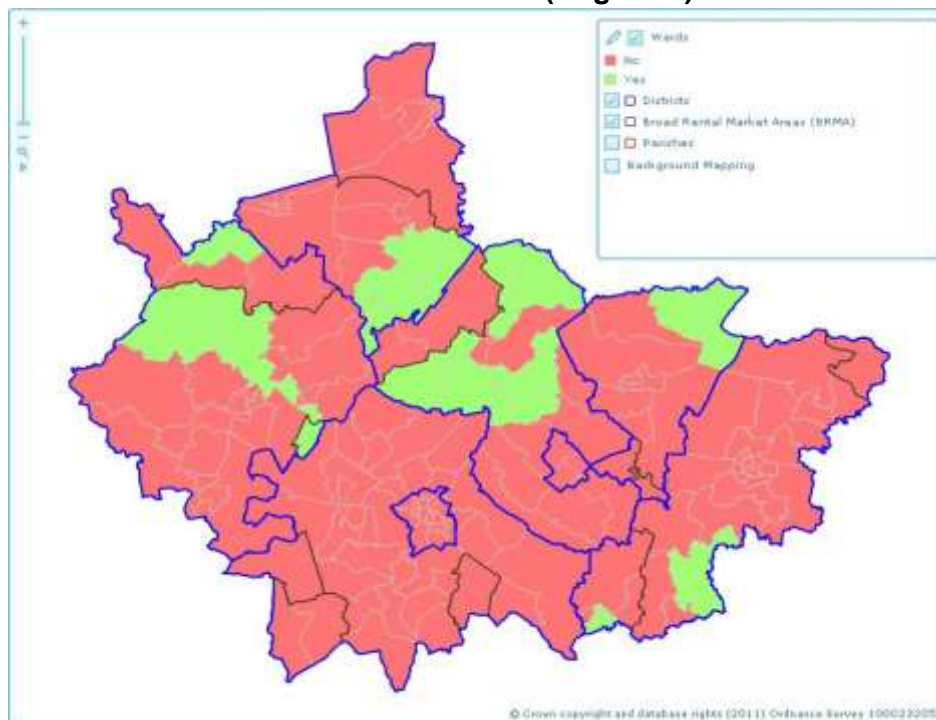 Wards
No
Yes
Districts
Broad Rental Market Areas (BRMA)
Parishes
Background Mapping
© Crown copyright and database rights (2011) Ordnance Survey 100023205